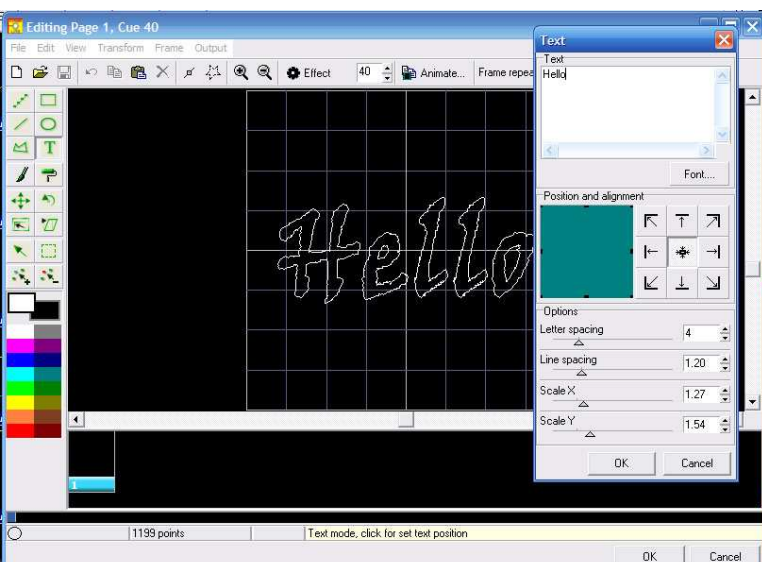 Editing Page 1, Cue 40
File Edit View Transform Frame Output
Effect 40 Animate... Frame repea
T
Hello
1
1199 points Text mode, click for set text position
OK Cancel
Text
Text
Hello
Font....
Position and alignment
Options
Letter spacing 4
Line spacing 1.20
Scale X 1.27
Scale Y 1.54
OK Cancel